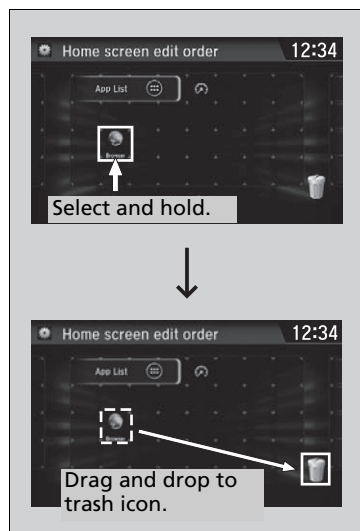 Home screen edit order 12:34
App List
Browser
Select and hold.
Home screen edit order 12:34
App List
Browser
Drag and drop to
trash icon.